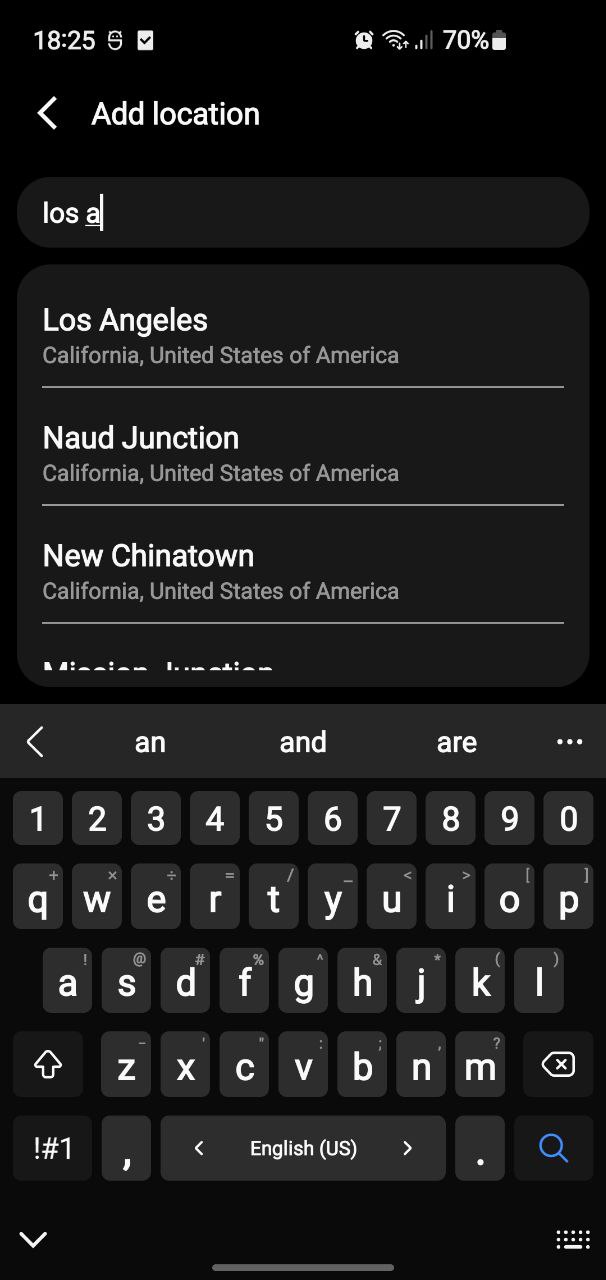 18:25 70%
Add location
los a
Los Angeles
California, United States of America
Naud Junction
California, United States of America
New Chinatown
California, United States of America
Mission Junction
an and are
1 2 3 4 5 6 7 8 9 0
+ × ÷ = / _ < > [ ]
q w e r t y u i o p
! @ # % ^ & * ( )
a s d f g h j k l
- ' " : ; , ?
z x c v b n m
!#1 , < English (US) > .